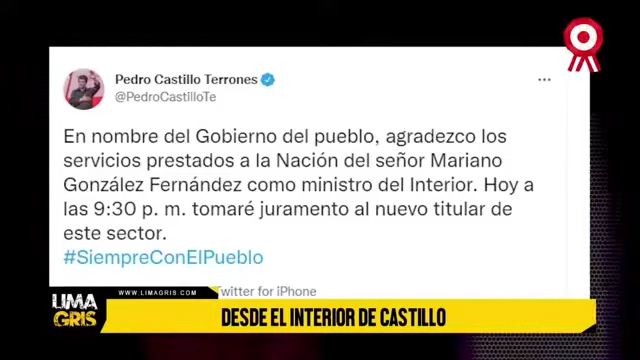 Pedro Castillo Terrones
@PedroCastilloTe
En nombre del Gobierno del pueblo, agradezco los
servicios prestados a la Nación del señor Mariano
González Fernández como ministro del Interior. Hoy a
las 9:30 p. m. tomaré juramento al nuevo titular de
este sector.
#SiempreConElPueblo
Twitter for iPhone
WWW.LIMAGRIS.COM
LIMA
GRIS
DESDE EL INTERIOR DE CASTILLO